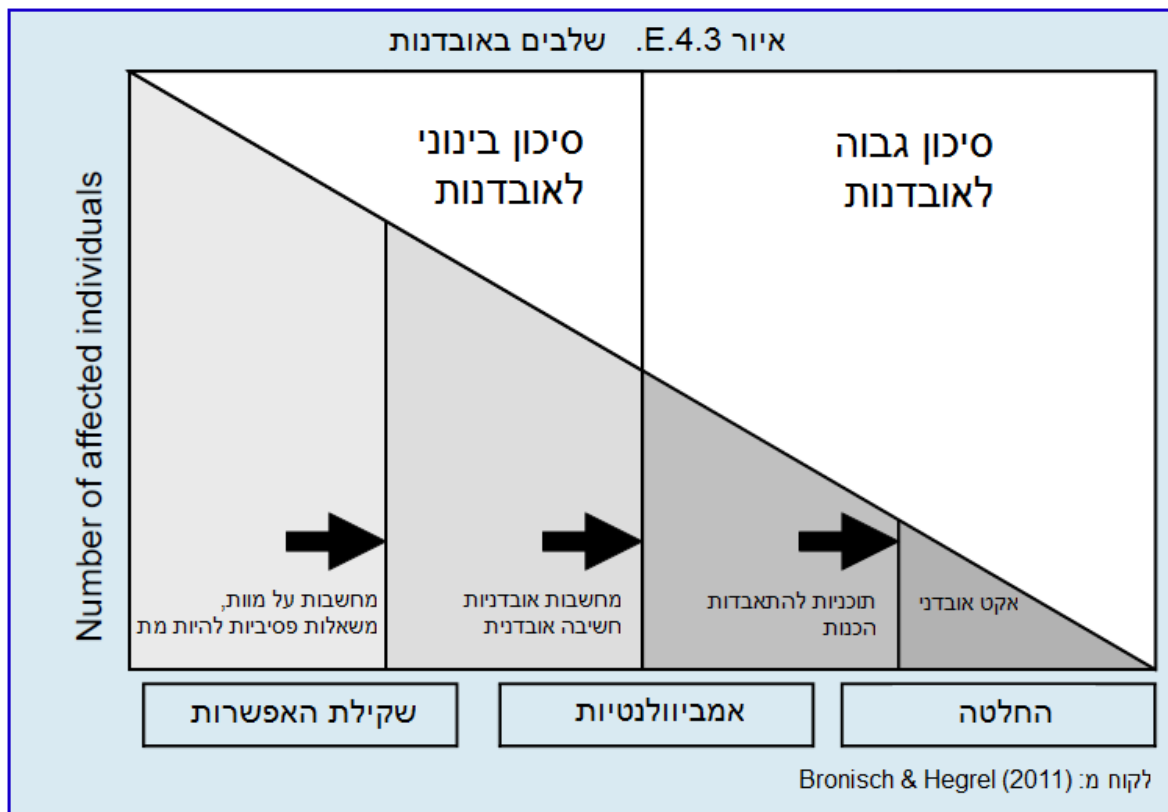 איור E.4.3. שלבים באובדנות
Number of affected individuals
סיכון בינוני
לאובדנות
סיכון גבוה
לאובדנות
מחשבות על מוות,
משאלות פסיביות להיות מת
מחשבות אובדניות
חשיבה אובדנית
תוכניות להתאבדות
הכנות
אקט אובדני
שקילת האפשרות
אמביוולנטיות
החלטה
לקוח מ: Bronisch & Hegrel (2011)